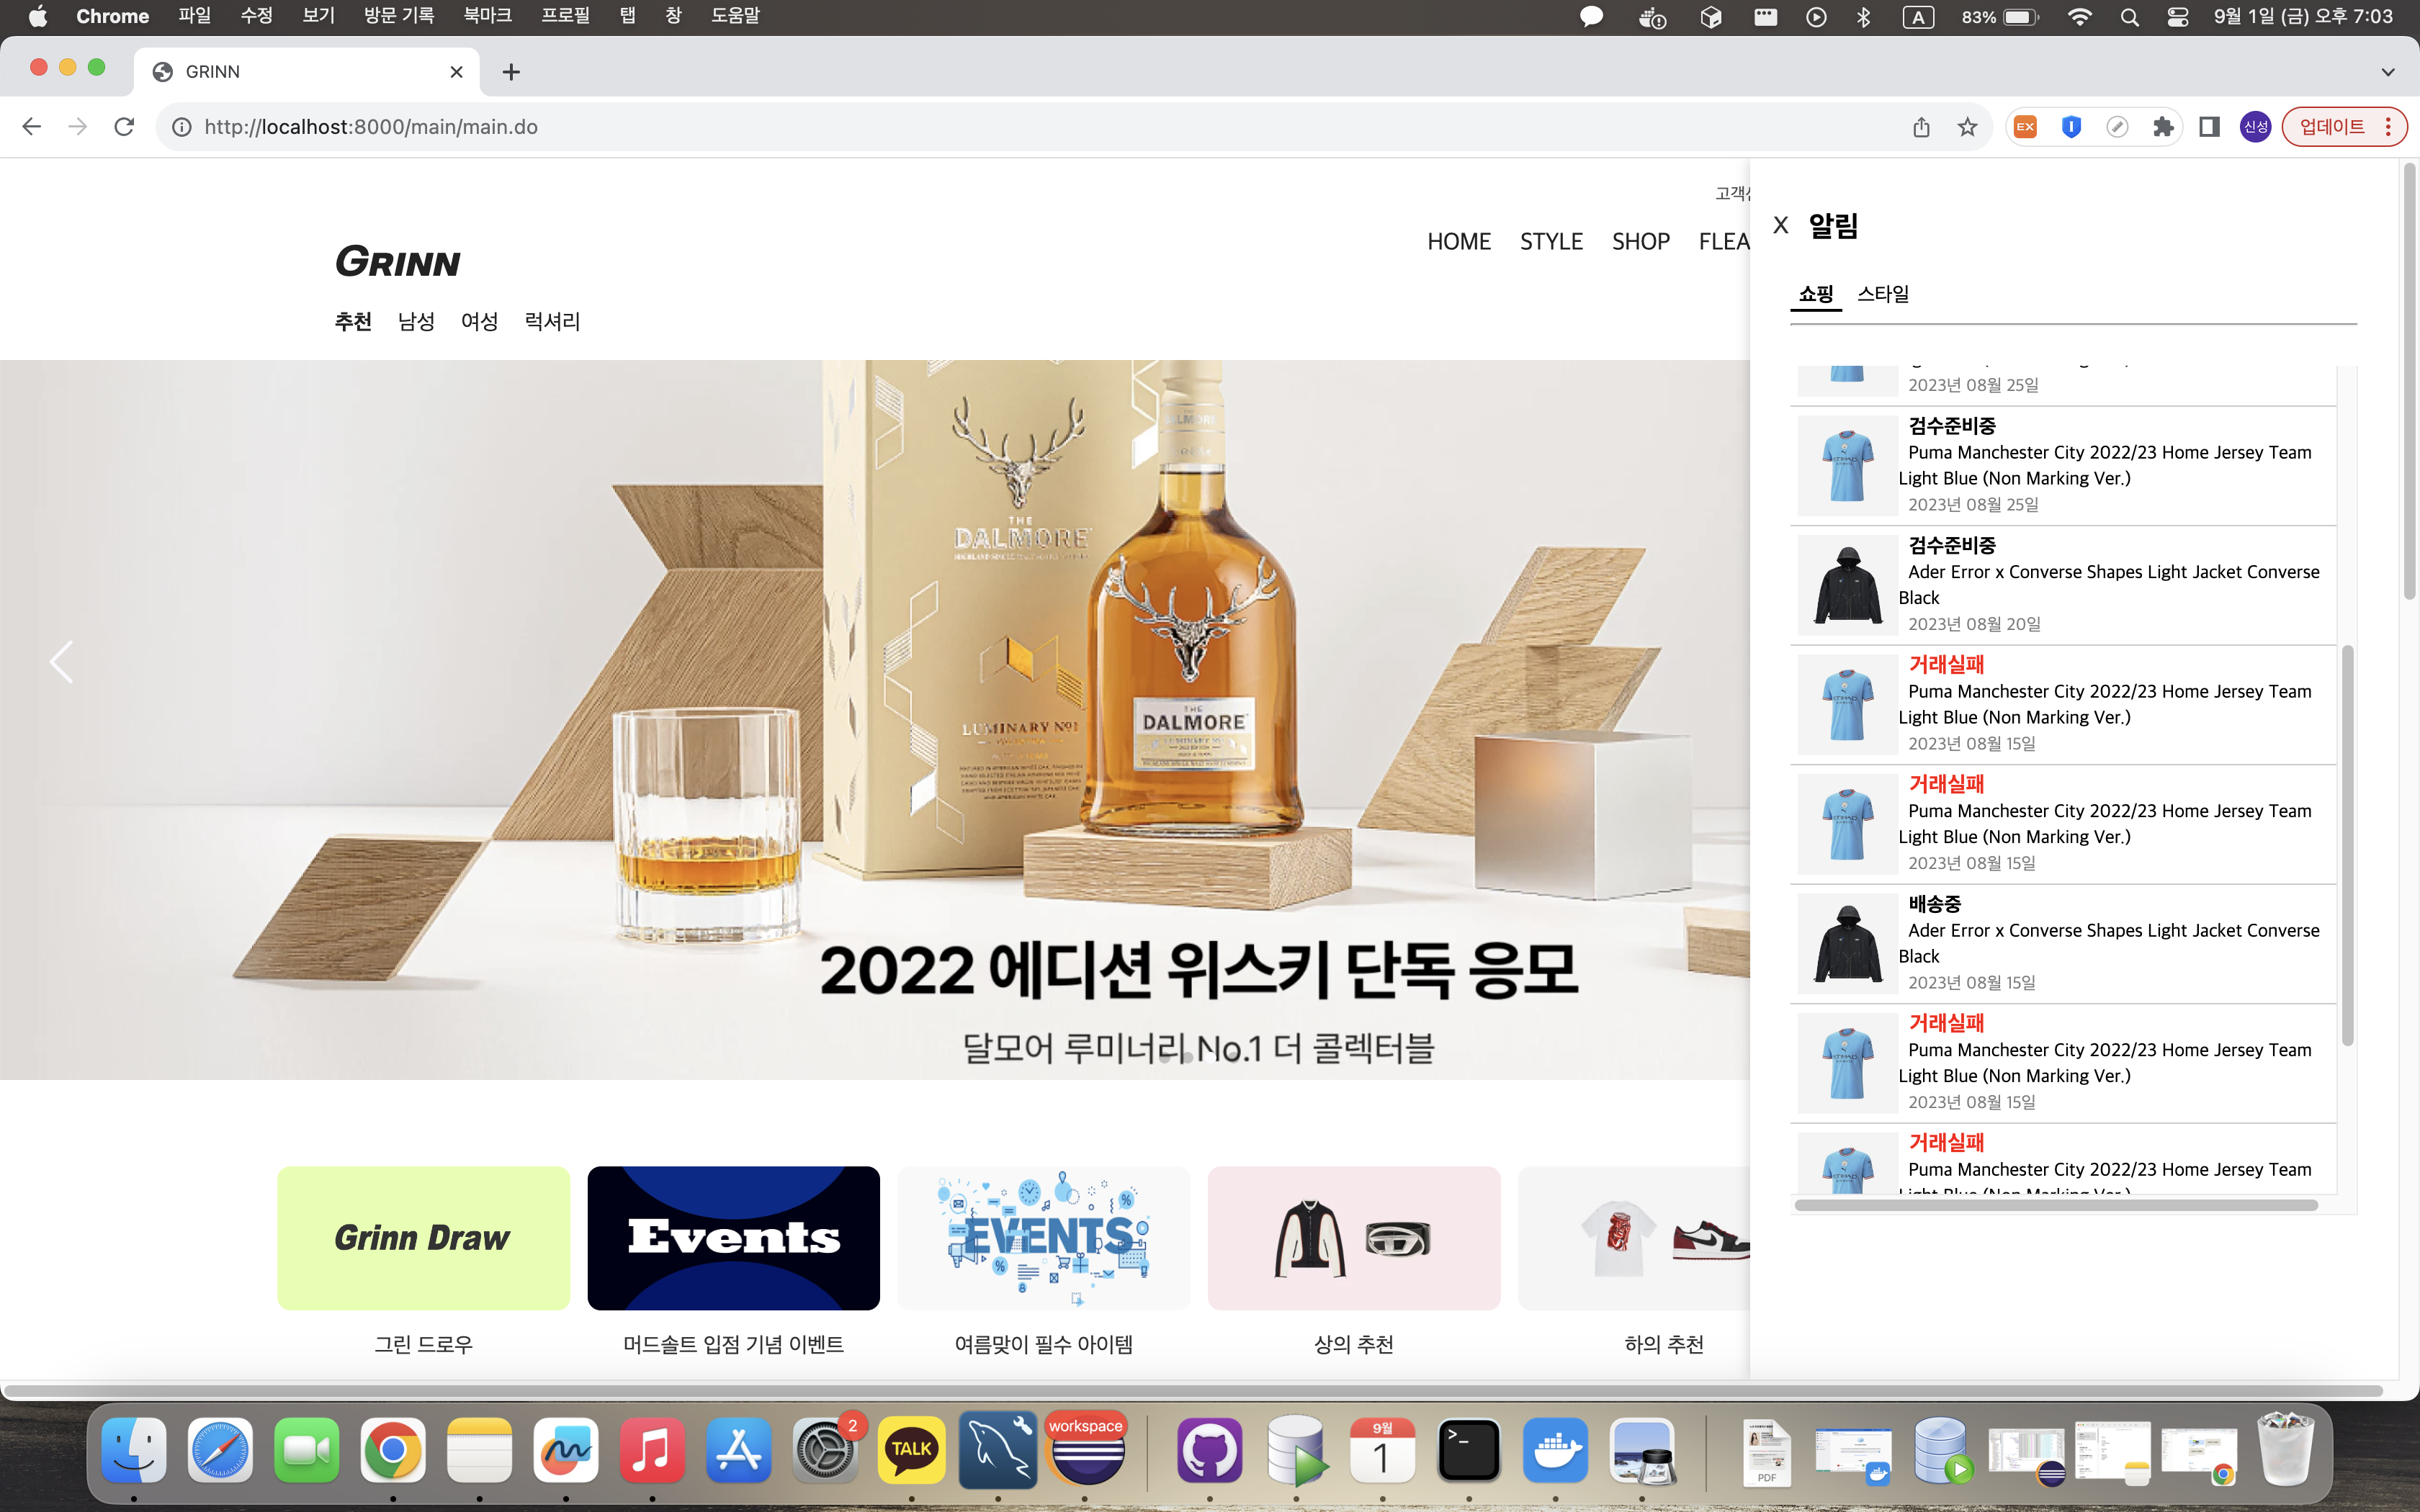 Chrome 파일 수정 보기 방문 기록 북마크 프로필 탭 창 도움말
A 83% 9월 1일 (금) 오후 7:03
GRINN
http://localhost:8000/main/main.do
EX
신성
업데이트
고객
GRINN
HOME STYLE SHOP FLEA
추천 남성 여성 럭셔리
THE
DALMORE
LUMINARY Nº1
DALMORE
THE
DALMORE
2022 에디션 위스키 단독 응모
달모어 루미너리 No.1 더 콜렉터블
Grinn Draw
Events
EVENTS
그린 드로우
머드솔트 입점 기념 이벤트
여름맞이 필수 아이템
상의 추천
하의 추천
X 알림
쇼핑 스타일
2023년 08월 25일
검수준비중
Puma Manchester City 2022/23 Home Jersey Team
Light Blue (Non Marking Ver.)
2023년 08월 25일
검수준비중
Ader Error x Converse Shapes Light Jacket Converse
Black
2023년 08월 20일
거래실패
Puma Manchester City 2022/23 Home Jersey Team
Light Blue (Non Marking Ver.)
2023년 08월 15일
거래실패
Puma Manchester City 2022/23 Home Jersey Team
Light Blue (Non Marking Ver.)
2023년 08월 15일
배송중
Ader Error x Converse Shapes Light Jacket Converse
Black
2023년 08월 15일
거래실패
Puma Manchester City 2022/23 Home Jersey Team
Light Blue (Non Marking Ver.)
2023년 08월 15일
거래실패
Puma Manchester City 2022/23 Home Jersey Team
2
TALK
workspace
9월
1
PDF